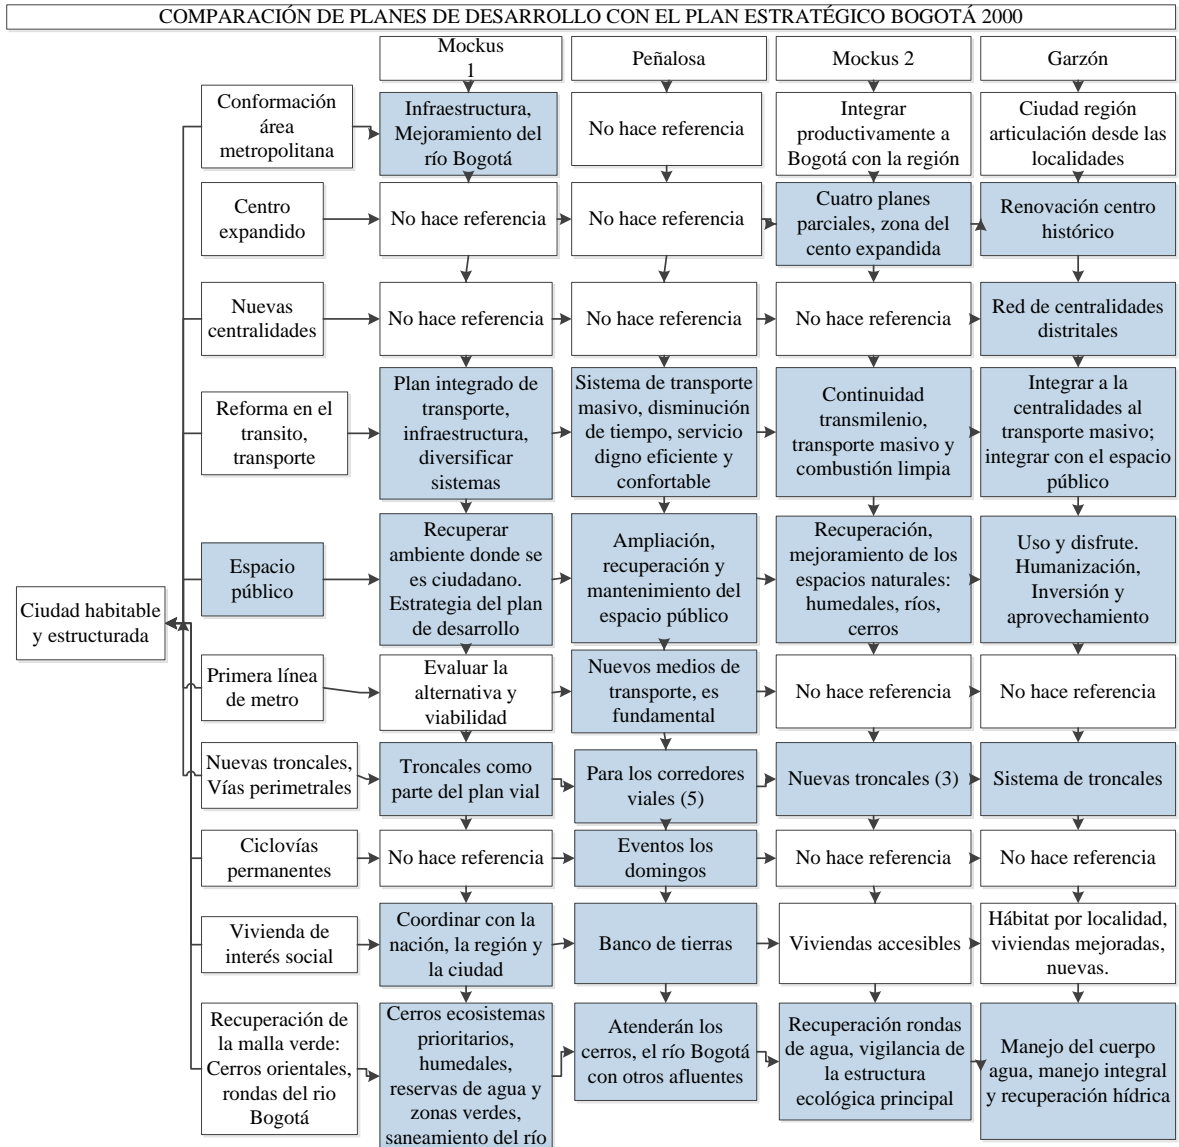 COMPARACIÓN DE PLANES DE DESARROLLO CON EL PLAN ESTRATÉGICO BOGOTÁ 2000
Mockus
1
Peñalosa
Mockus 2
Garzón
Conformación
área
metropolitana
Infraestructura,
Mejoramiento del
río Bogotá
No hace referencia
Integrar
productivamente a
Bogotá con la región
Ciudad región
articulación desde las
localidades
Centro
expandido
No hace referencia
No hace referencia
Cuatro planes
parciales, zona del
cento expandida
Renovación centro
histórico
Nuevas
centralidades
No hace referencia
No hace referencia
No hace referencia
Red de centralidades
distritales
Reforma en el
transito,
transporte
Plan integrado de
transporte,
infraestructura,
diversificar
sistemas
Sistema de transporte
masivo, disminución
de tiempo, servicio
digno eficiente y
confortable
Continuidad
transmilenio,
transporte masivo y
combustión limpia
Integrar a la
centralidades al
transporte masivo;
integrar con el espacio
público
Ciudad habitable
y estructurada
Espacio
público
Recuperar
ambiente donde se
es ciudadano.
Estrategia del plan
de desarrollo
Ampliación,
recuperación y
mantenimiento del
espacio público
Recuperación,
mejoramiento de los
espacios naturales:
humedales, ríos,
cerros
Uso y disfrute.
Humanización,
Inversión y
aprovechamiento
Primera línea
de metro
Evaluar la
alternativa y
viabilidad
Nuevos medios de
transporte, es
fundamental
No hace referencia
No hace referencia
Nuevas troncales,
Vías perimetrales
Troncales como
parte del plan vial
Para los corredores
viales (5)
Nuevas troncales (3)
Sistema de troncales
Ciclovías
permanentes
No hace referencia
Eventos los
domingos
No hace referencia
No hace referencia
Vivienda de
interés social
Coordinar con la
nación, la región y
la ciudad
Banco de tierras
Viviendas accesibles
Hábitat por localidad,
viviendas mejoradas,
nuevas.
Recuperación de
la malla verde:
Cerros orientales,
rondas del rio
Bogotá
Cerros ecosistemas
prioritarios,
humedales,
reservas de agua y
zonas verdes,
saneamiento del río
Atenderán los
cerros, el río Bogotá
con otros afluentes
Recuperación rondas
de agua, vigilancia de
la estructura
ecológica principal
Manejo del cuerpo
agua, manejo integral
y recuperación hídrica